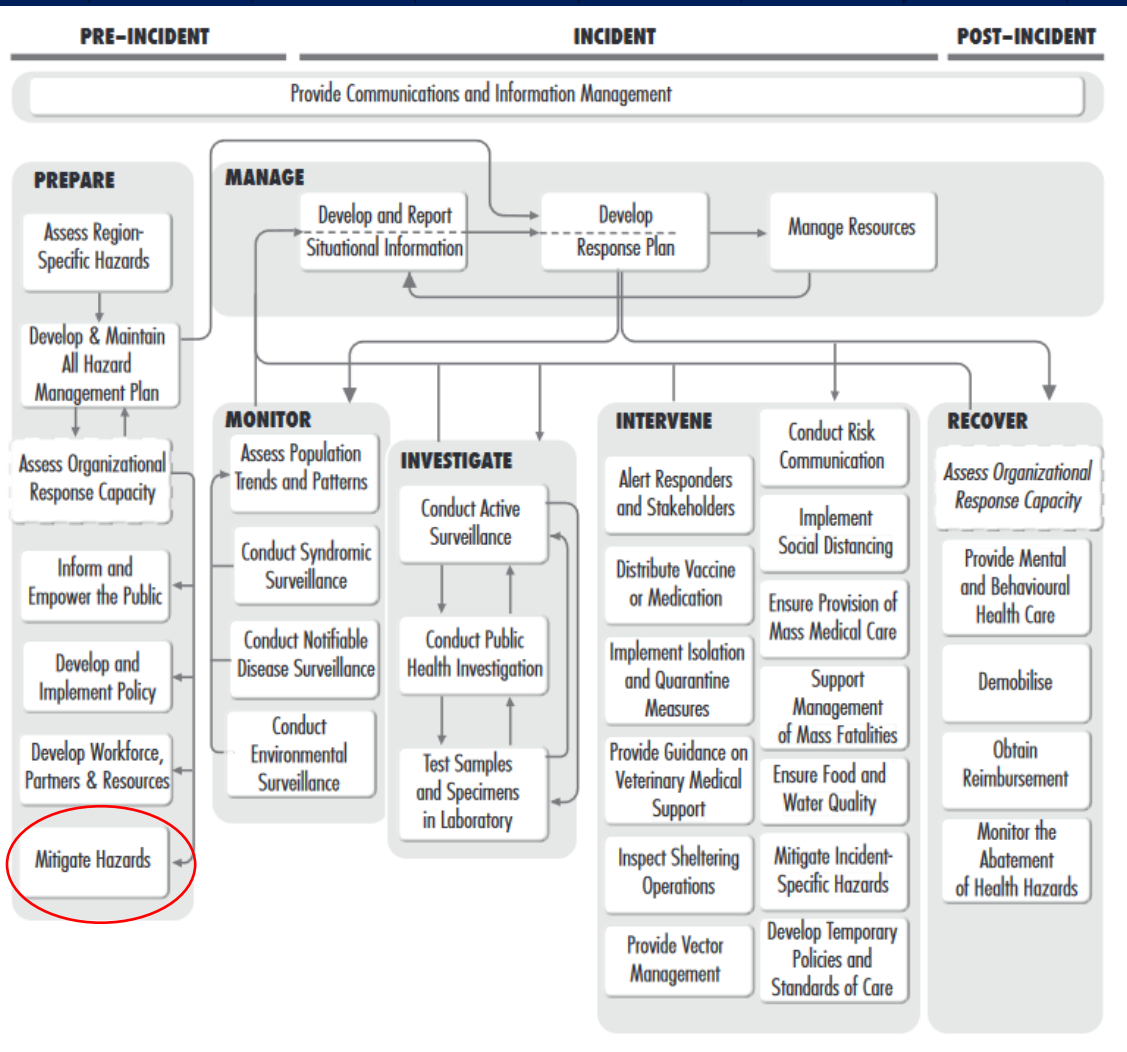 PRE–INCIDENT
INCIDENT
POST–INCIDENT
Provide Communications and Information Management
PREPARE
Assess Region-
Specific Hazards
Develop & Maintain
All Hazard
Management Plan
Assess Organizational
Response Capacity
Inform and
Empower the Public
Develop and
Implement Policy
Develop Workforce,
Partners & Resources
Mitigate Hazards
MANAGE
Develop and Report
Situational Information
Develop
Response Plan
Manage Resources
MONITOR
Assess Population
Trends and Patterns
Conduct Syndromic
Surveillance
Conduct Notifiable
Disease Surveillance
Conduct
Environmental
Surveillance
INVESTIGATE
Conduct Active
Surveillance
Conduct Public
Health Investigation
Test Samples
and Specimens
in Laboratory
INTERVENE
Alert Responders
and Stakeholders
Distribute Vaccine
or Medication
Implement Isolation
and Quarantine
Measures
Provide Guidance on
Veterinary Medical
Support
Inspect Sheltering
Operations
Provide Vector
Management
Conduct Risk
Communication
Implement
Social Distancing
Ensure Provision of
Mass Medical Care
Support
Management
of Mass Fatalities
Ensure Food and
Water Quality
Mitigate Incident-
Specific Hazards
Develop Temporary
Policies and
Standards of Care
RECOVER
Assess Organizational
Response Capacity
Provide Mental
and Behavioural
Health Care
Demobilise
Obtain
Reimbursement
Monitor the
Abatement
of Health Hazards